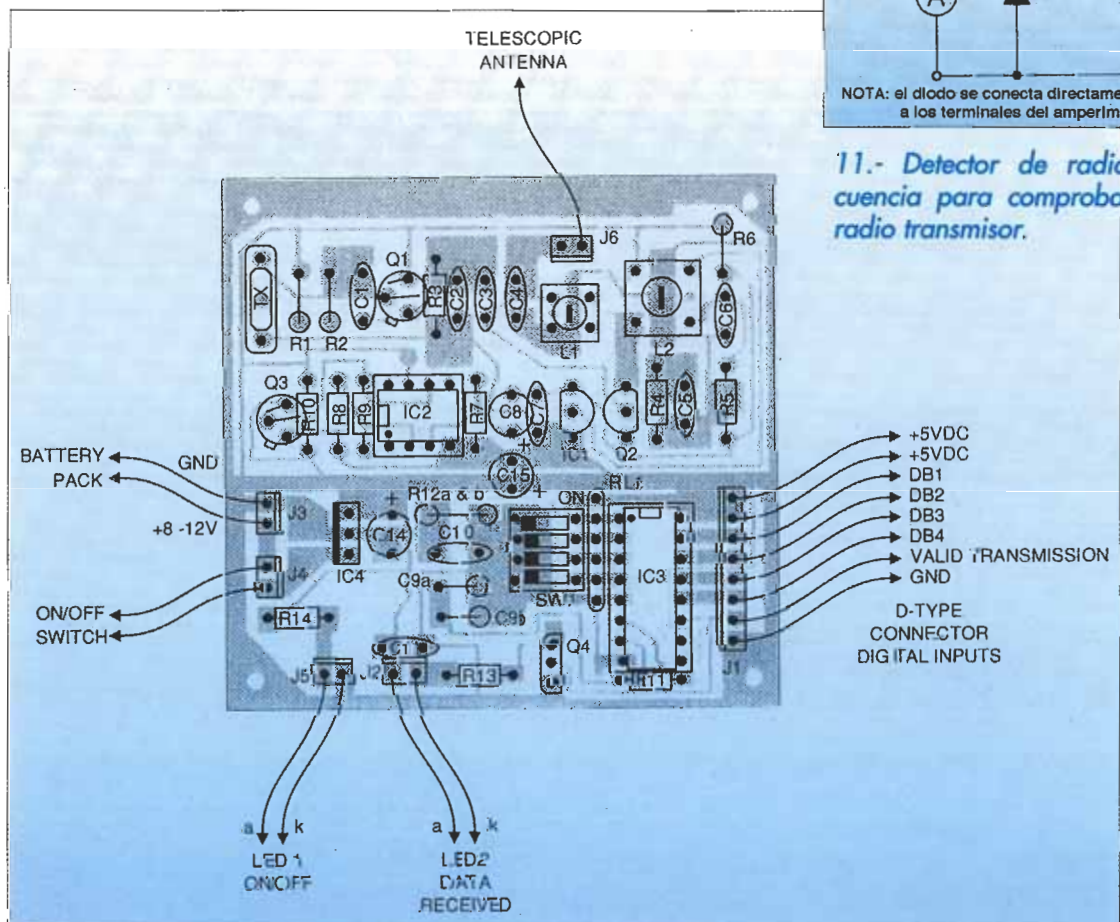 TELESCOPIC
ANTENNA
A
NOTA: el diodo se conecta directame
a los terminales del amperim
11.- Detector de radio
cuencia para comproba
radio transmisor.
J6
R6
Q1
TX
C1
R3
C2
C3
C4
C6
R1
R2
L1
L2
Q3
R10
R8
R9
IC2
R7
C8
C7
IC1
Q2
R4
C5
R5
BATTERY
PACK
GND
+8 -12V
J3
C15
+
+
+
R12a & b
C14
C10
IC4
ON
SW1
IC3
+5VDC
+5VDC
DB1
DB2
DB3
DB4
VALID TRANSMISSION
GND
J4
C9a
C9b
ON/OFF
SWITCH
R14
Q4
J1
D-TYPE
CONNECTOR
DIGITAL INPUTS
J5
J2
R13
R11
a
k
a
k
LED 1
ON/OFF
LED2
DATA
RECEIVED